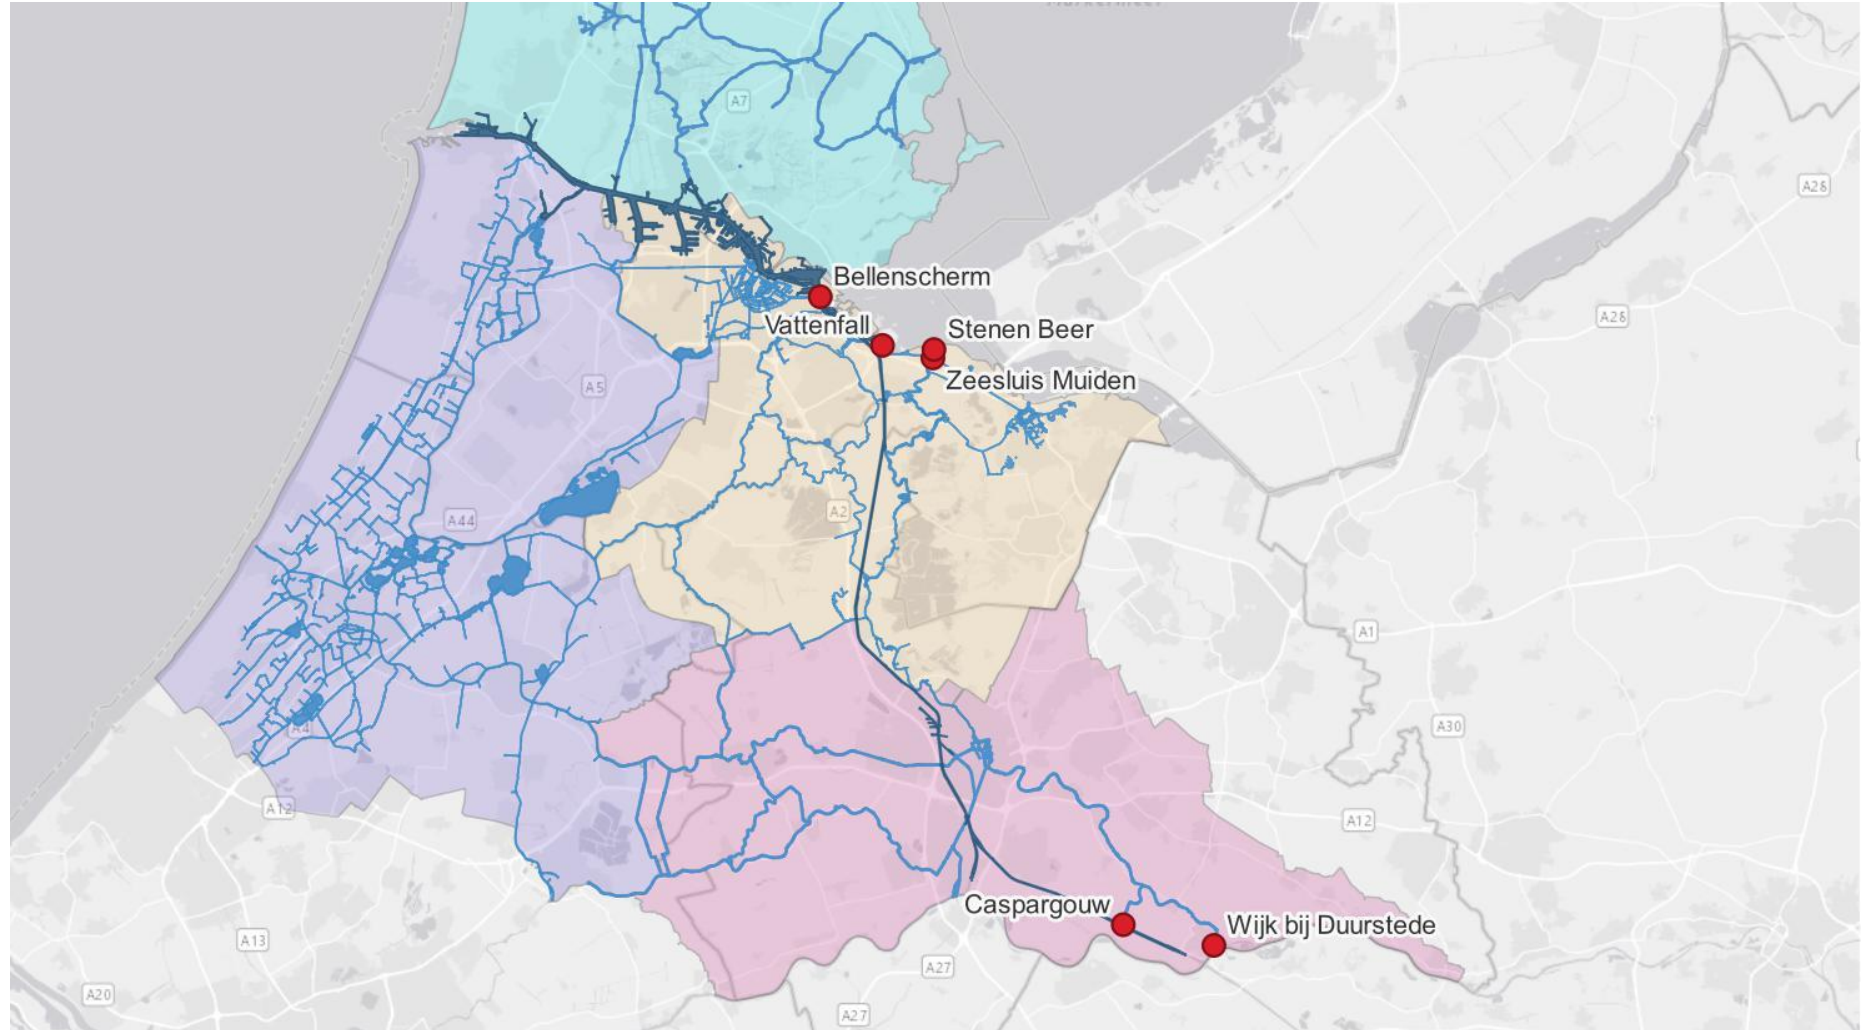 Markermeer
A7
A28
Bellenscherm
Vattenfall
Stenen Beer
A28
Zeesluis Muiden
A5
A2
A44
A1
A4
A30
A12
A12
Caspargouw
Wijk bij Duurstede
A13
A27
A20
A27